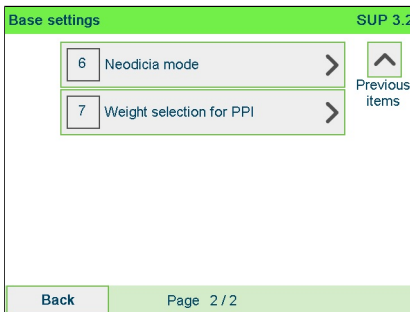 Base settings SUP 3.2
6 Neodicia mode
Previous
items
7 Weight selection for PPI
Back Page 2 / 2